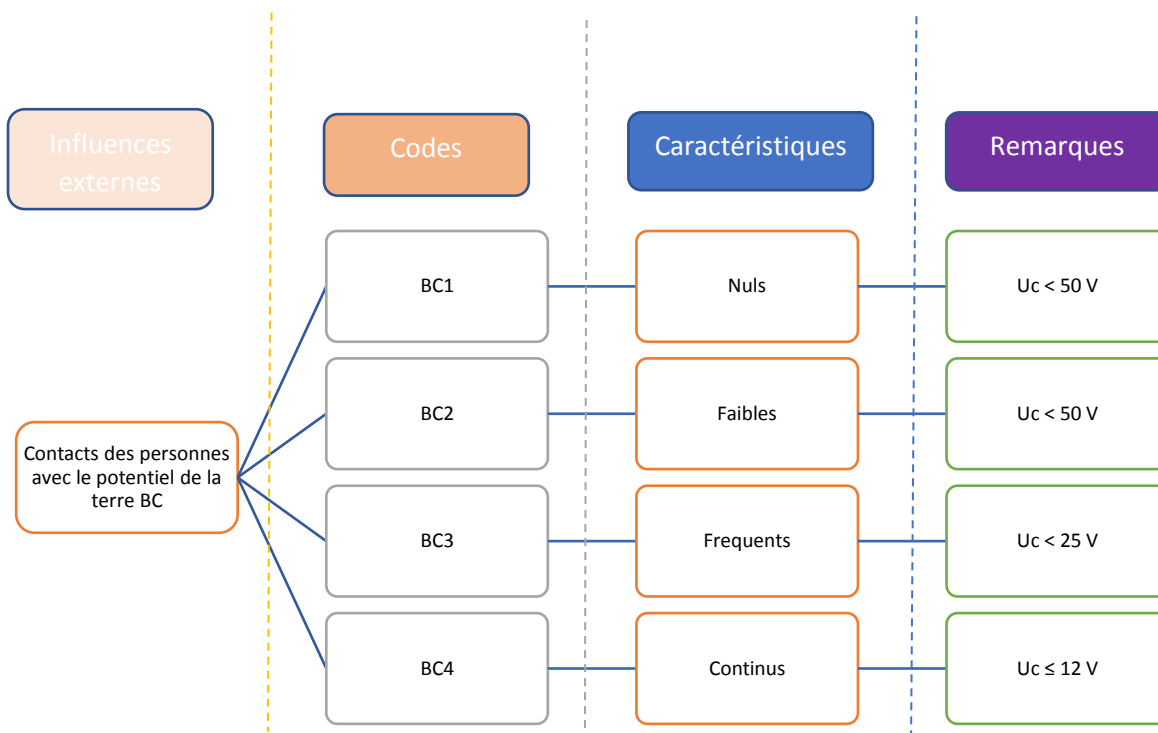 Influences
externes
Codes
Caractéristiques
Remarques
BC1
Nuls
Uc < 50 V
BC2
Faibles
Uc < 50 V
Contacts des personnes
avec le potentiel de la
terre BC
BC3
Frequents
Uc < 25 V
BC4
Continus
Uc ≤ 12 V